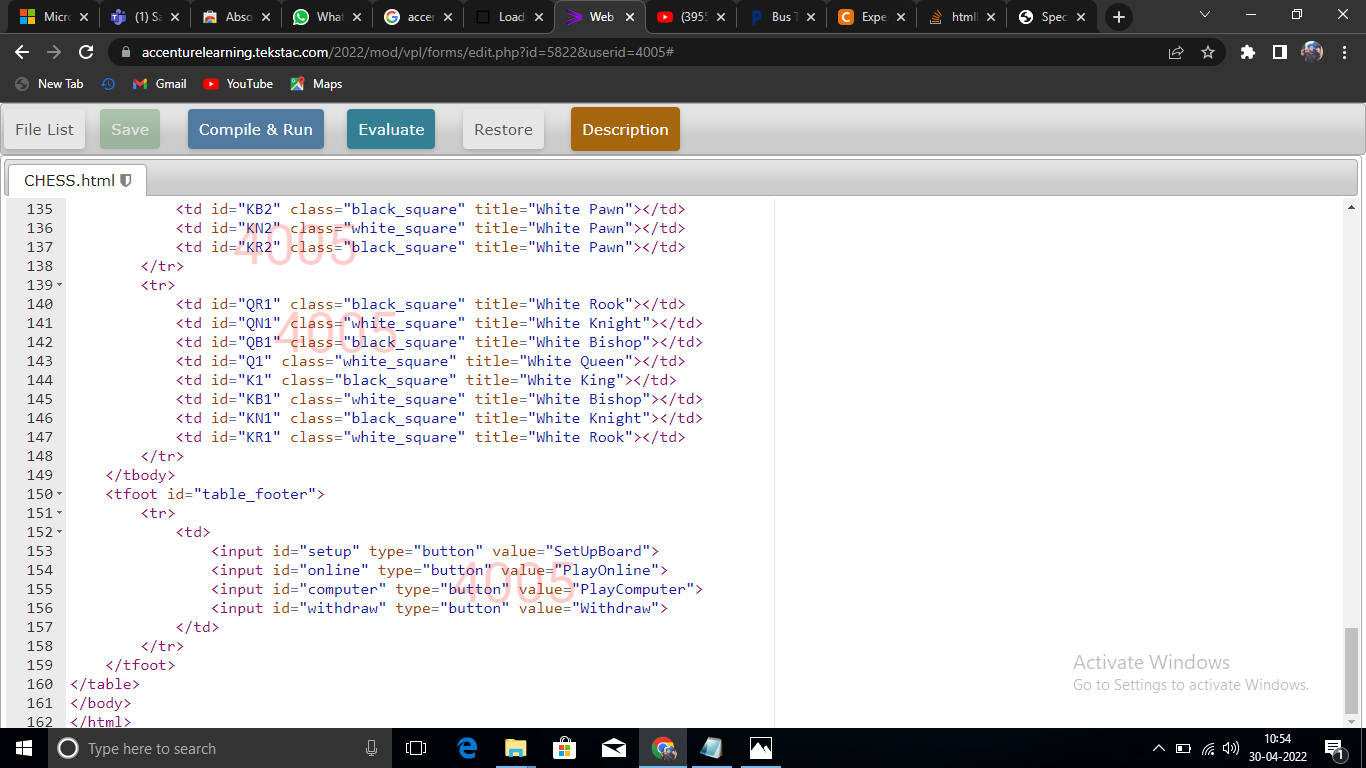 Micro
(1) Sa
Abso
What
accer
Load
Web
(3955
Bus T
Expe
html
Spec
accenturelearning.tekstac.com/2022/mod/vpl/forms/edit.php?id=5822&userid=4005#
New Tab
Gmail
YouTube
Maps
File List
Save
Compile & Run
Evaluate
Restore
Description
CHESS.html
135 <td id="KB2" class="black_square" title="White Pawn"></td>
136 <td id="KN2" class="white_square" title="White Pawn"></td>
137 <td id="KR2" class="black_square" title="White Pawn"></td>
4005
138 </tr>
139 <tr>
140 <td id="QR1" class="black_square" title="White Rook"></td>
141 <td id="QN1" class="white_square" title="White Knight"></td>
4005
142 <td id="QB1" class="black_square" title="White Bishop"></td>
143 <td id="Q1" class="white_square" title="White Queen"></td>
144 <td id="K1" class="black_square" title="White King"></td>
145 <td id="KB1" class="white_square" title="White Bishop"></td>
146 <td id="KN1" class="black_square" title="White Knight"></td>
147 <td id="KR1" class="white_square" title="White Rook"></td>
148 </tr>
149 </tbody>
150 <tfoot id="table_footer">
151 <tr>
152 <td>
153 <input id="setup" type="button" value="SetUpBoard">
154 <input id="online" type="button" value="PlayOnline">
4005
155 <input id="computer" type="button" value="PlayComputer">
156 <input id="withdraw" type="button" value="Withdraw">
157 </td>
158 </tr>
159 </tfoot>
160 </table>
161 </body>
162 </html>
Activate Windows
Go to Settings to activate Windows.
Type here to search
10:54
30-04-2022
1